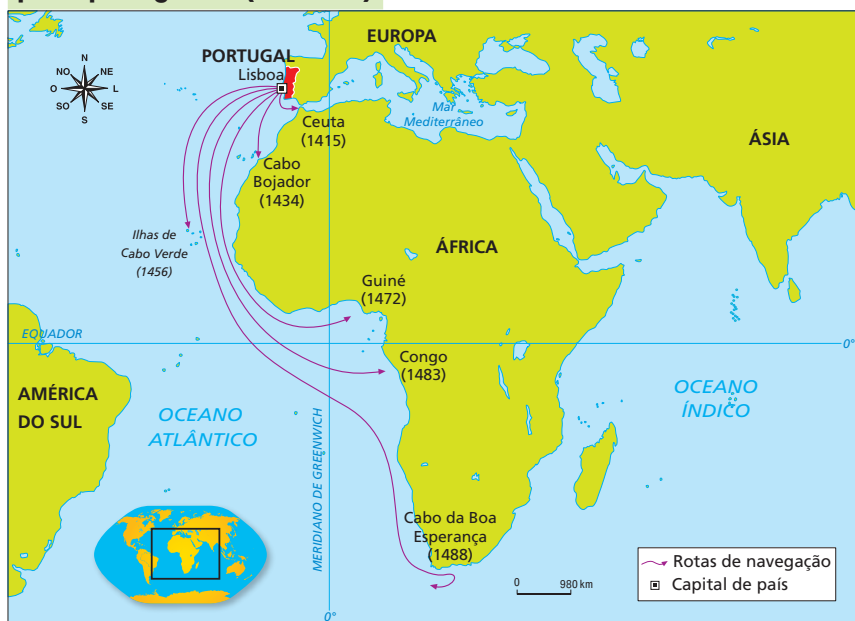 EUROPA
PORTUGAL
Lisboa
N
NO
NE
O
L
SO
SE
S
Mar
Mediterrâneo
Ceuta
(1415)
ÁSIA
Cabo
Bojador
(1434)
Ilhas de
Cabo Verde
(1456)
ÁFRICA
Guiné
(1472)
EQUADOR
0°
Congo
(1483)
AMÉRICA
DO SUL
OCEANO
ATLÂNTICO
OCEANO
ÍNDICO
MERIDIANO DE GREENWICH
Cabo da Boa
Esperança
(1488)
Rotas de navegação
Capital de país
0
980 km
0°